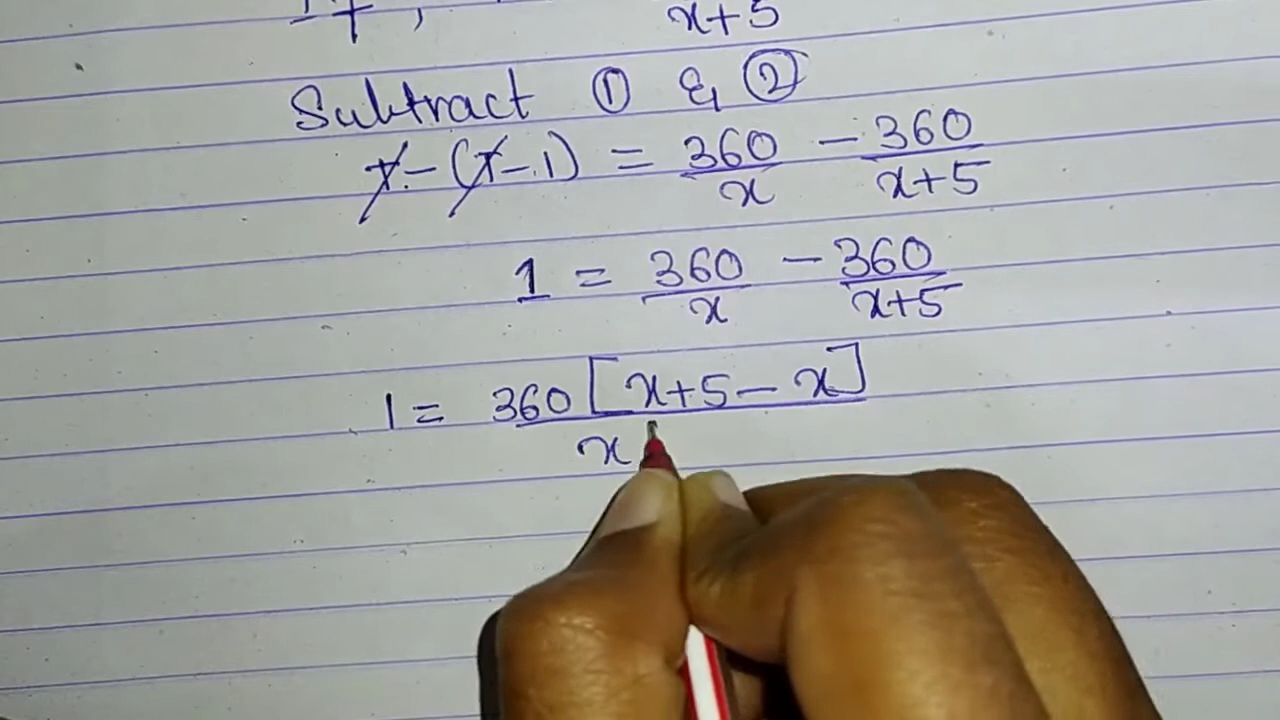 x+5
Subtract ① & ②
t-(t-1) = 360/x - 360/x+5
1 = 360/x - 360/x+5
1 = 360[x+5-x]/x